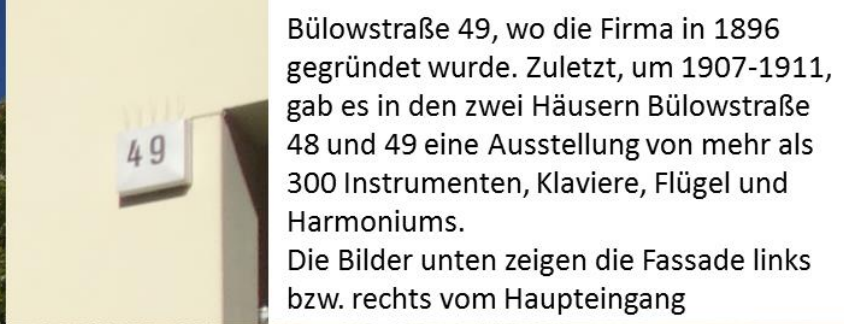 49
Bülowstraße 49, wo die Firma in 1896
gegründet wurde. Zuletzt, um 1907-1911,
gab es in den zwei Häusern Bülowstraße
48 und 49 eine Ausstellung von mehr als
300 Instrumenten, Klaviere, Flügel und
Harmoniums.
Die Bilder unten zeigen die Fassade links
bzw. rechts vom Haupteingang